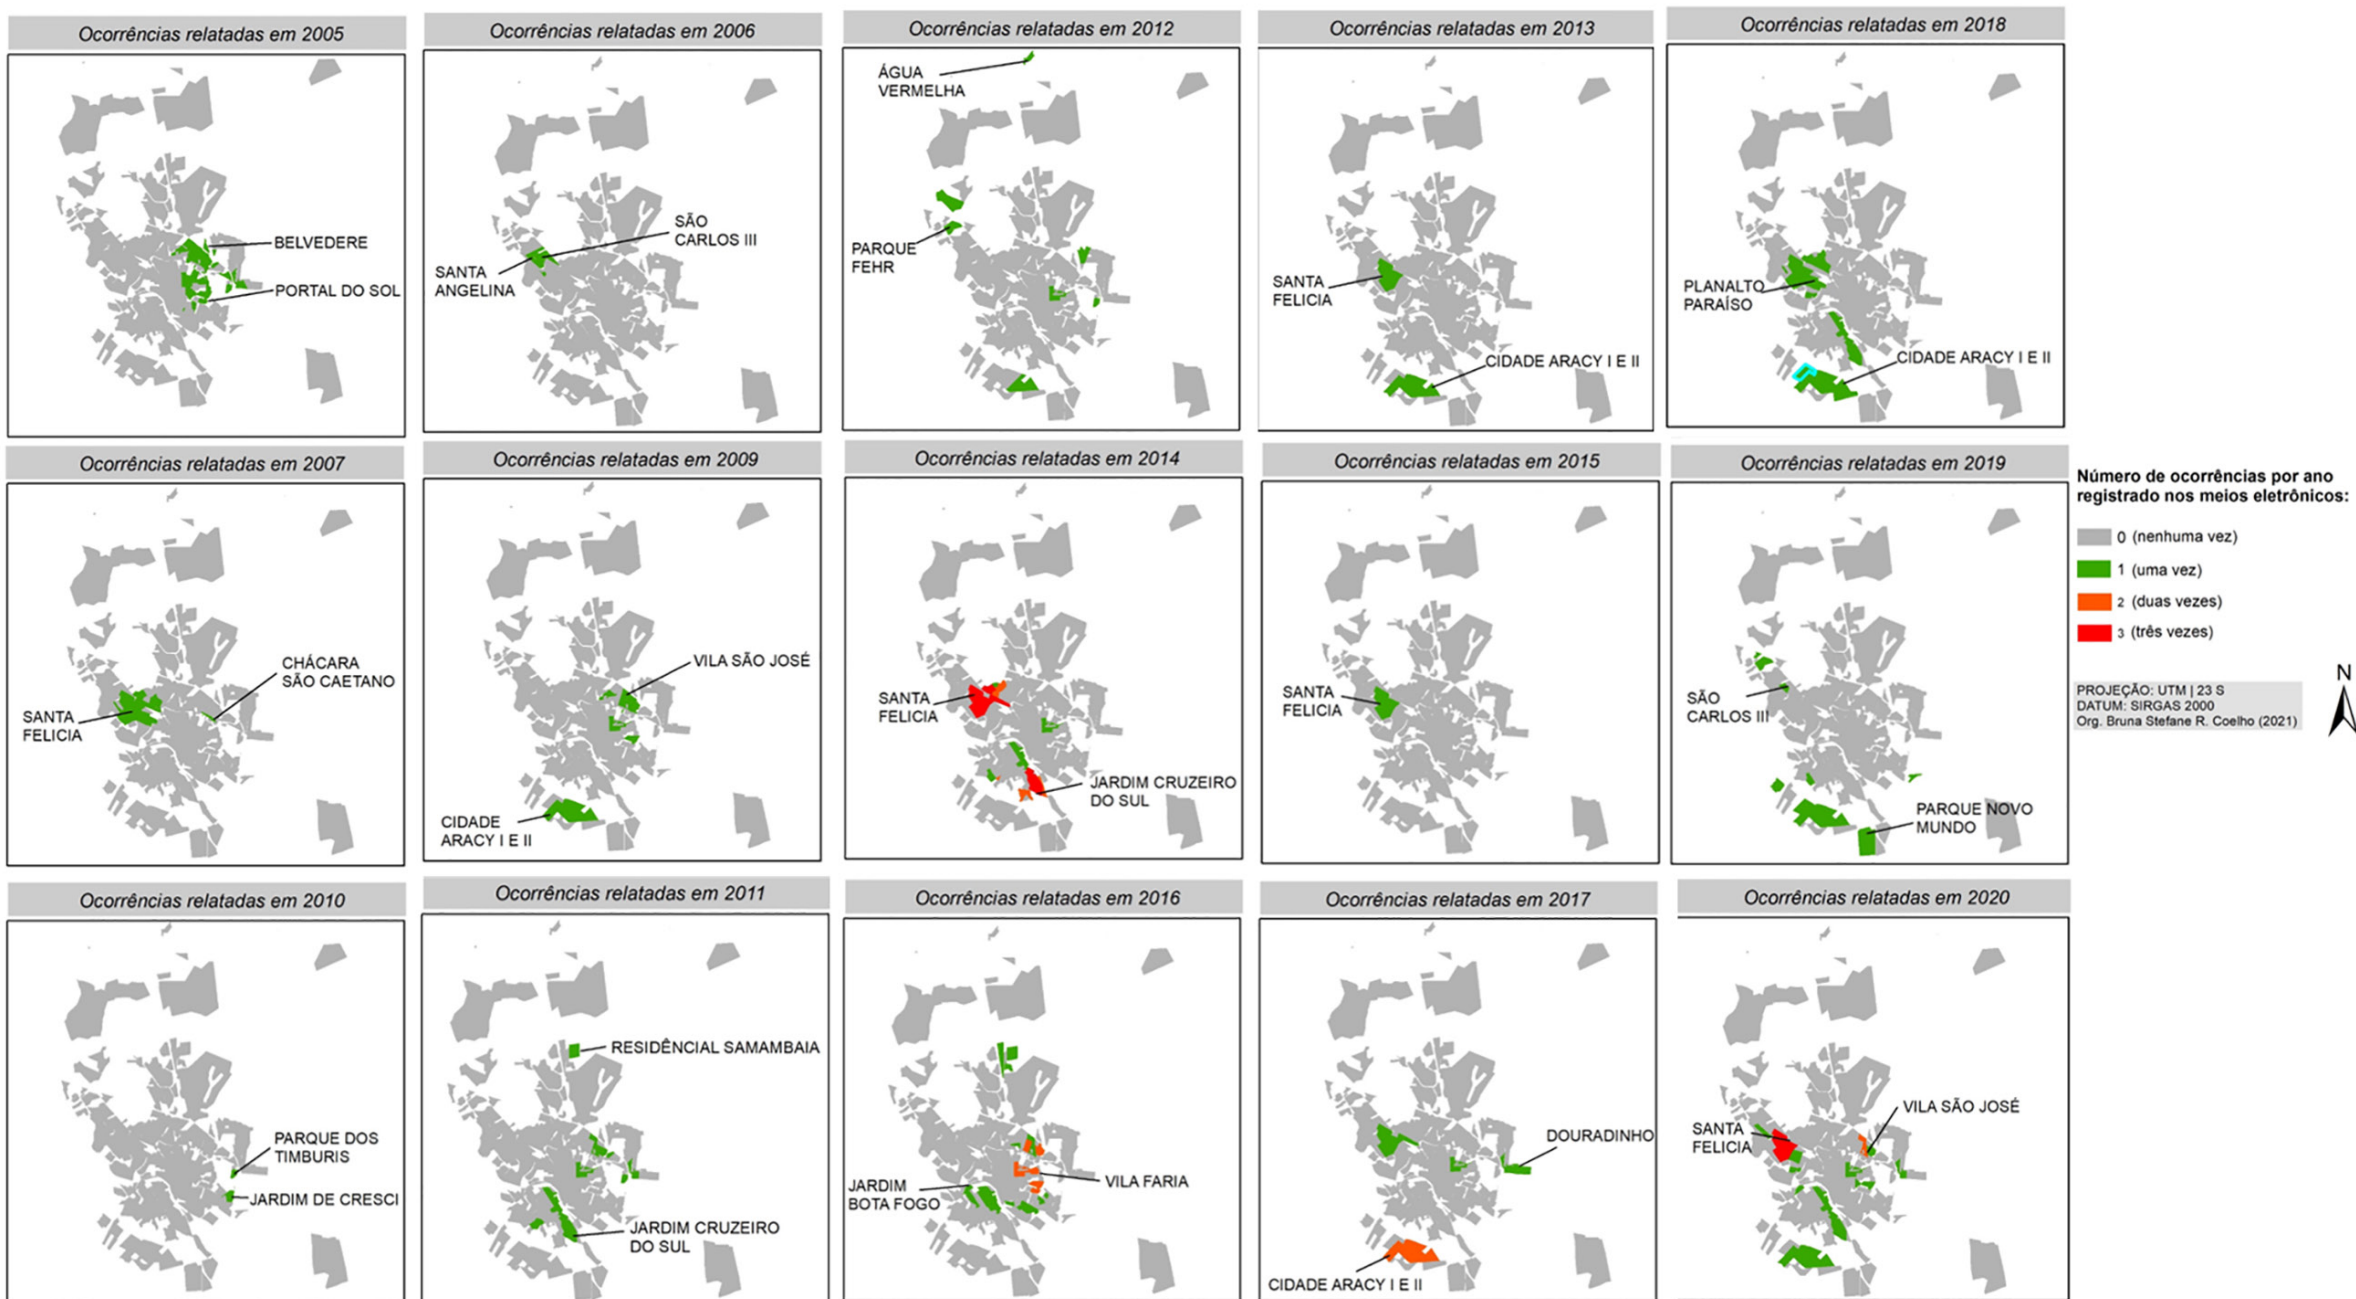 Ocorrências relatadas em 2005
BELVEDERE
PORTAL DO SOL
Ocorrências relatadas em 2006
SÃO
CARLOS III
SANTA
ANGELINA
Ocorrências relatadas em 2012
ÁGUA
VERMELHA
PARQUE
FEHR
Ocorrências relatadas em 2013
SANTA
FELICIA
CIDADE ARACY I E II
Ocorrências relatadas em 2018
PLANALTO
PARAÍSO
CIDADE ARACY I E II
Ocorrências relatadas em 2007
CHÁCARA
SÃO CAETANO
SANTA
FELICIA
Ocorrências relatadas em 2009
VILA SÃO JOSÉ
CIDADE
ARACY I E II
Ocorrências relatadas em 2014
SANTA
FELICIA
JARDIM CRUZEIRO
DO SUL
Ocorrências relatadas em 2015
SANTA
FELICIA
Ocorrências relatadas em 2019
SÃO
CARLOS III
PARQUE NOVO
MUNDO
Número de ocorrências por ano
registrado nos meios eletrônicos:
0 (nenhuma vez)
1 (uma vez)
2 (duas vezes)
3 (três vezes)
PROJEÇÃO: UTM | 23 S
DATUM: SIRGAS 2000
Org. Bruna Stefane R. Coelho (2021)
N
Ocorrências relatadas em 2010
PARQUE DOS
TIMBURIS
JARDIM DE CRESCI
Ocorrências relatadas em 2011
RESIDÊNCIAL SAMAMBAIA
JARDIM CRUZEIRO
DO SUL
Ocorrências relatadas em 2016
JARDIM
BOTA FOGO
VILA FARIA
Ocorrências relatadas em 2017
DOURADINHO
CIDADE ARACY I E II
Ocorrências relatadas em 2020
VILA SÃO JOSÉ
SANTA
FELICIA